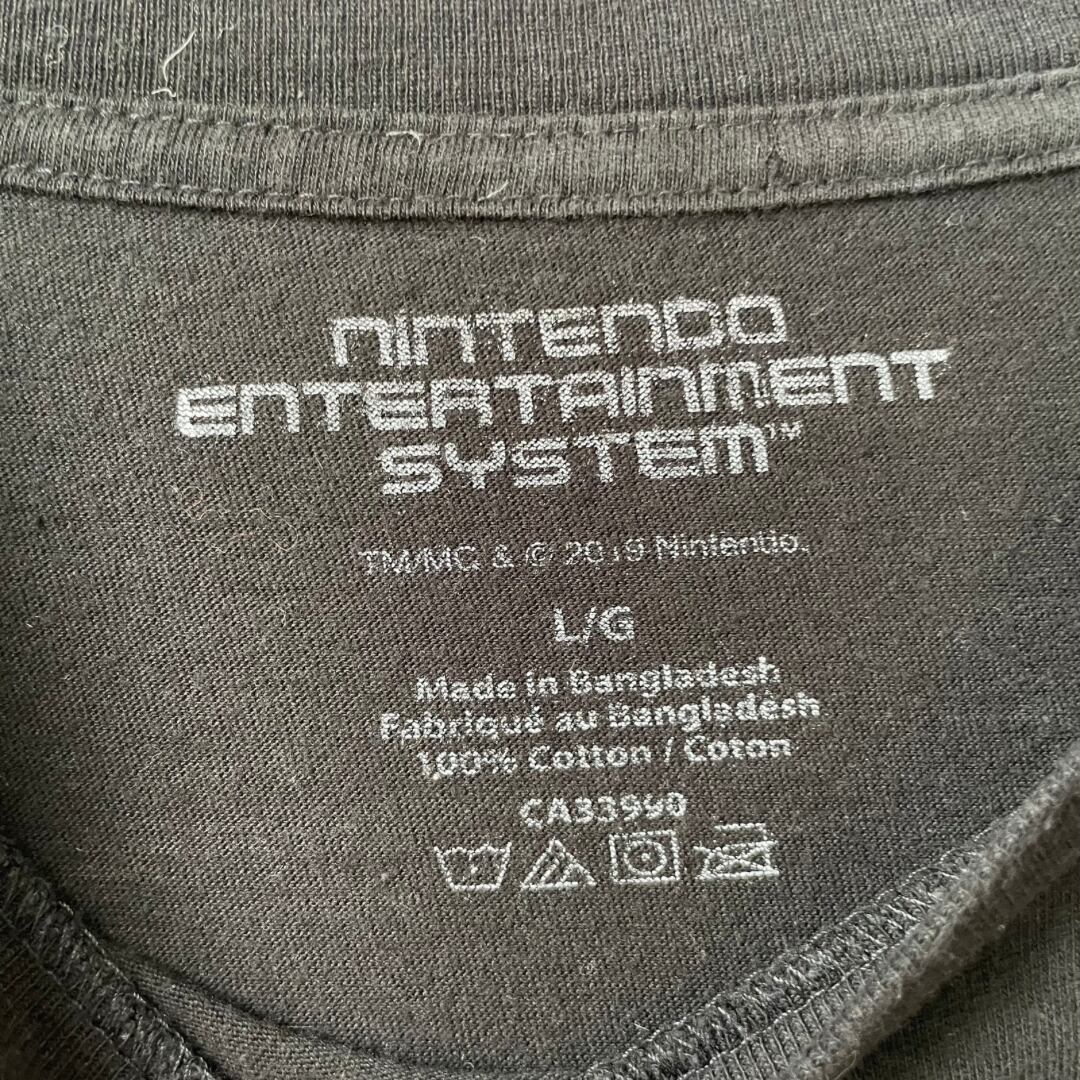 NINTENDO
ENTERTAINMENT
SYSTEM™
TM/MC & © 2019 Nintendo.
L/G
Made in Bangladesh
Fabriqué au Bangladesh
100% Cotton / Coton
CA33990